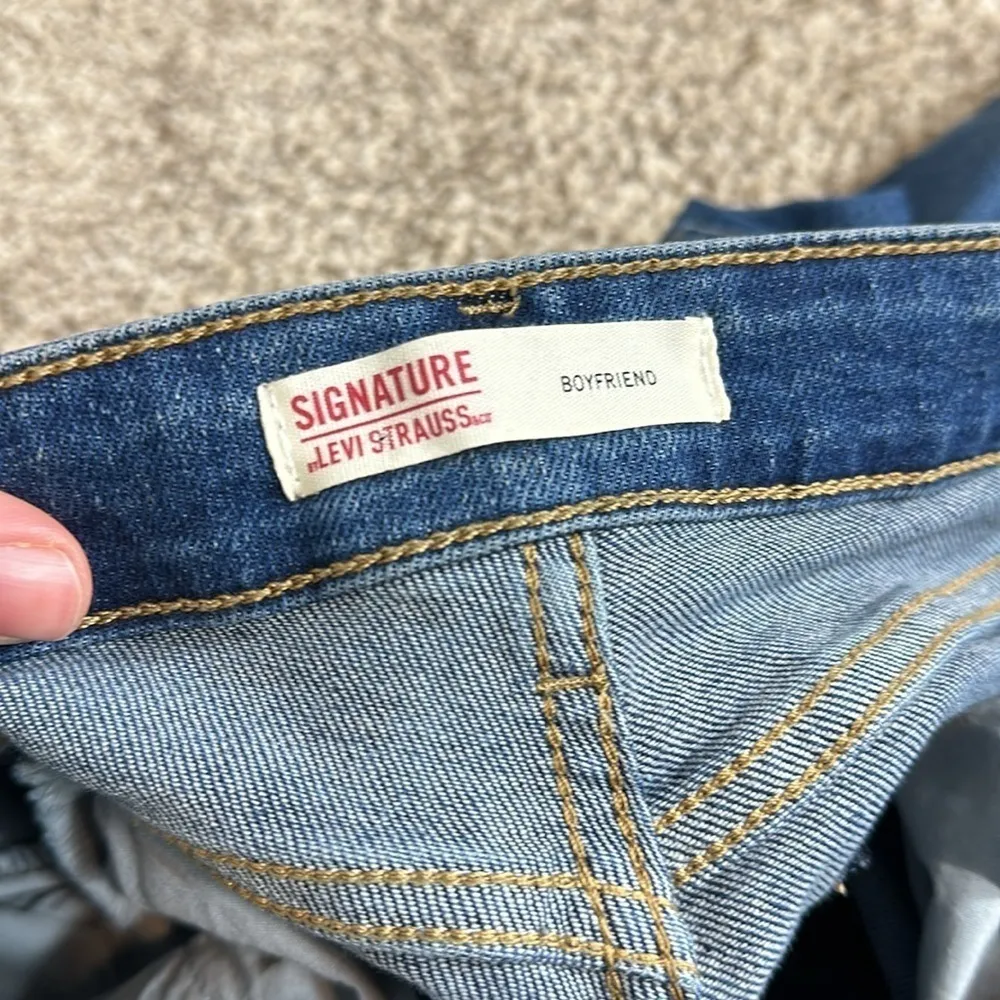 SIGNATURE
BY LEVI STRAUSS &CO
BOYFRIEND